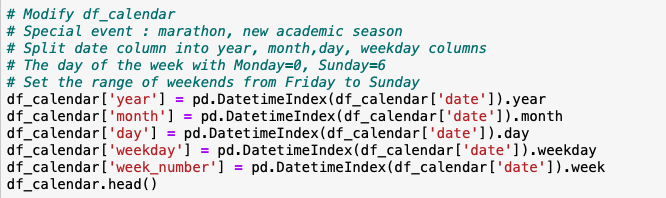 # Modify df_calendar
# Special event : marathon, new academic season
# Split date column into year, month,day, weekday columns
# The day of the week with Monday=0, Sunday=6
# Set the range of weekends from Friday to Sunday
df_calendar['year'] = pd.DatetimeIndex(df_calendar['date']).year
df_calendar['month'] = pd.DatetimeIndex(df_calendar['date']).month
df_calendar['day'] = pd.DatetimeIndex(df_calendar['date']).day
df_calendar['weekday'] = pd.DatetimeIndex(df_calendar['date']).weekday
df_calendar['week_number'] = pd.DatetimeIndex(df_calendar['date']).week
df_calendar.head()